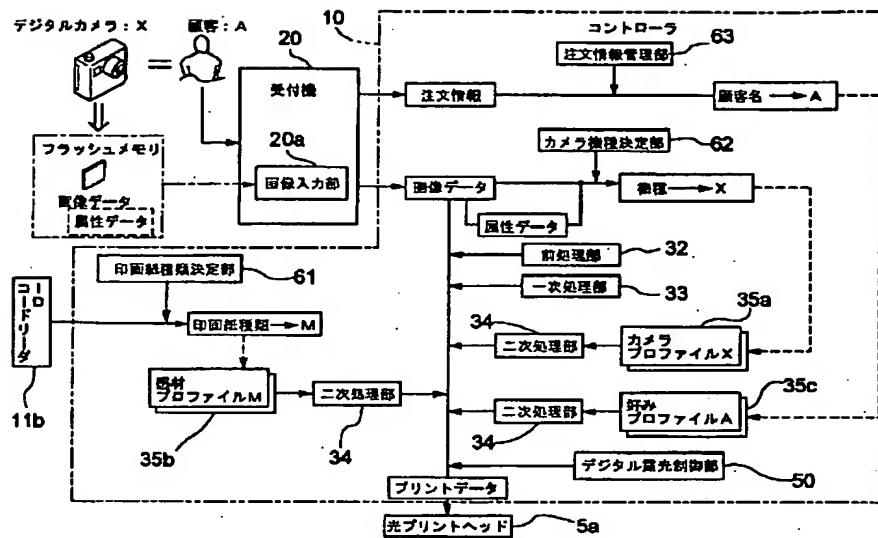 デジタルカメラ：X
顧客：A
10
コントローラ
63
20
受付機
注文情報管理部
注文情報
顧客名
A
フラッシュメモリ
画像データ
属性データ
20a
画像入力部
62
カメラ機種決定部
画像データ
機種
X
属性データ
32
前処理部
印画紙種類決定部
61
一次処理部
33
35a
IDコードリーダ
11b
印画紙種類
M
34
二次処理部
カメラ
プロファイルX
焼付
プロファイルM
35b
二次処理部
34
二次処理部
34
好み
プロファイルA
35c
デジタル露光制御部
50
プリントデータ
光プリントヘッド
5a